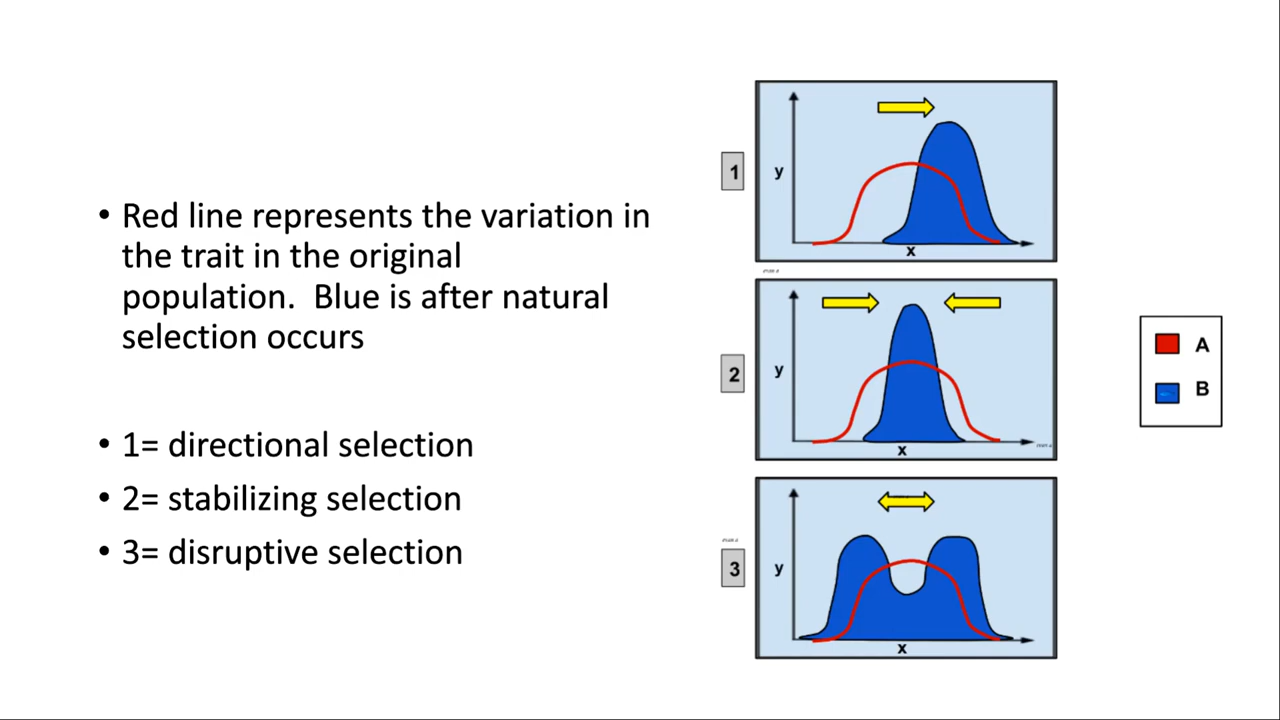 • Red line represents the variation in
the trait in the original
population.  Blue is after natural
selection occurs
• 1= directional selection
• 2= stabilizing selection
• 3= disruptive selection
1
y
x
2
y
x
3
y
x
A
B